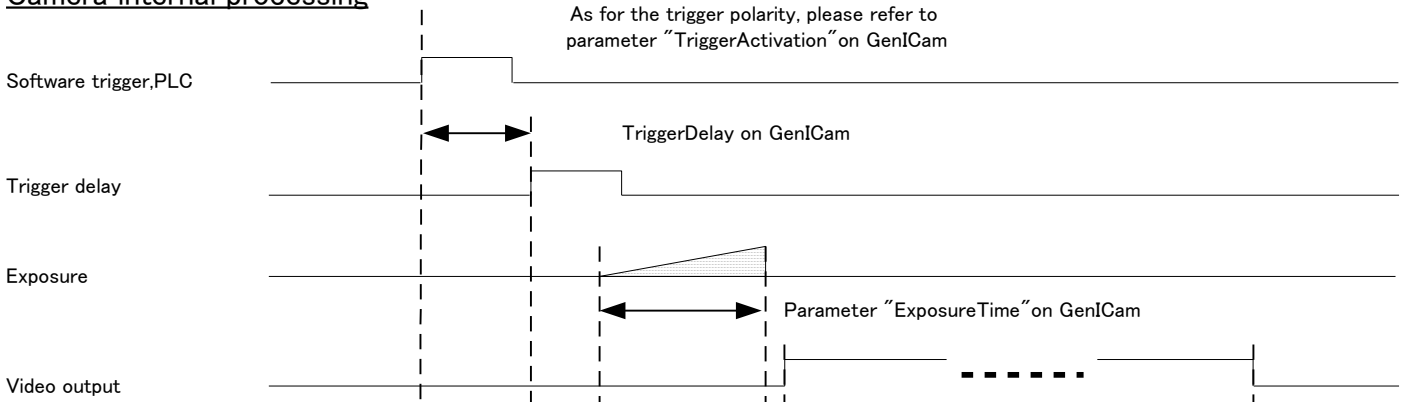 Camera internal processing
As for the trigger polarity, please refer to
parameter ″TriggerActivation″on GenICam
Software trigger,PLC
TriggerDelay on GenICam
Trigger delay
Exposure
Parameter ″ExposureTime″on GenICam
Video output